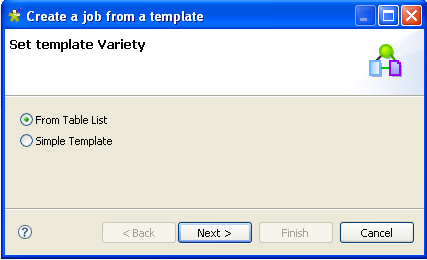 Create a job from a template
Set template Variety
From Table List
Simple Template
? < Back Next > Finish Cancel